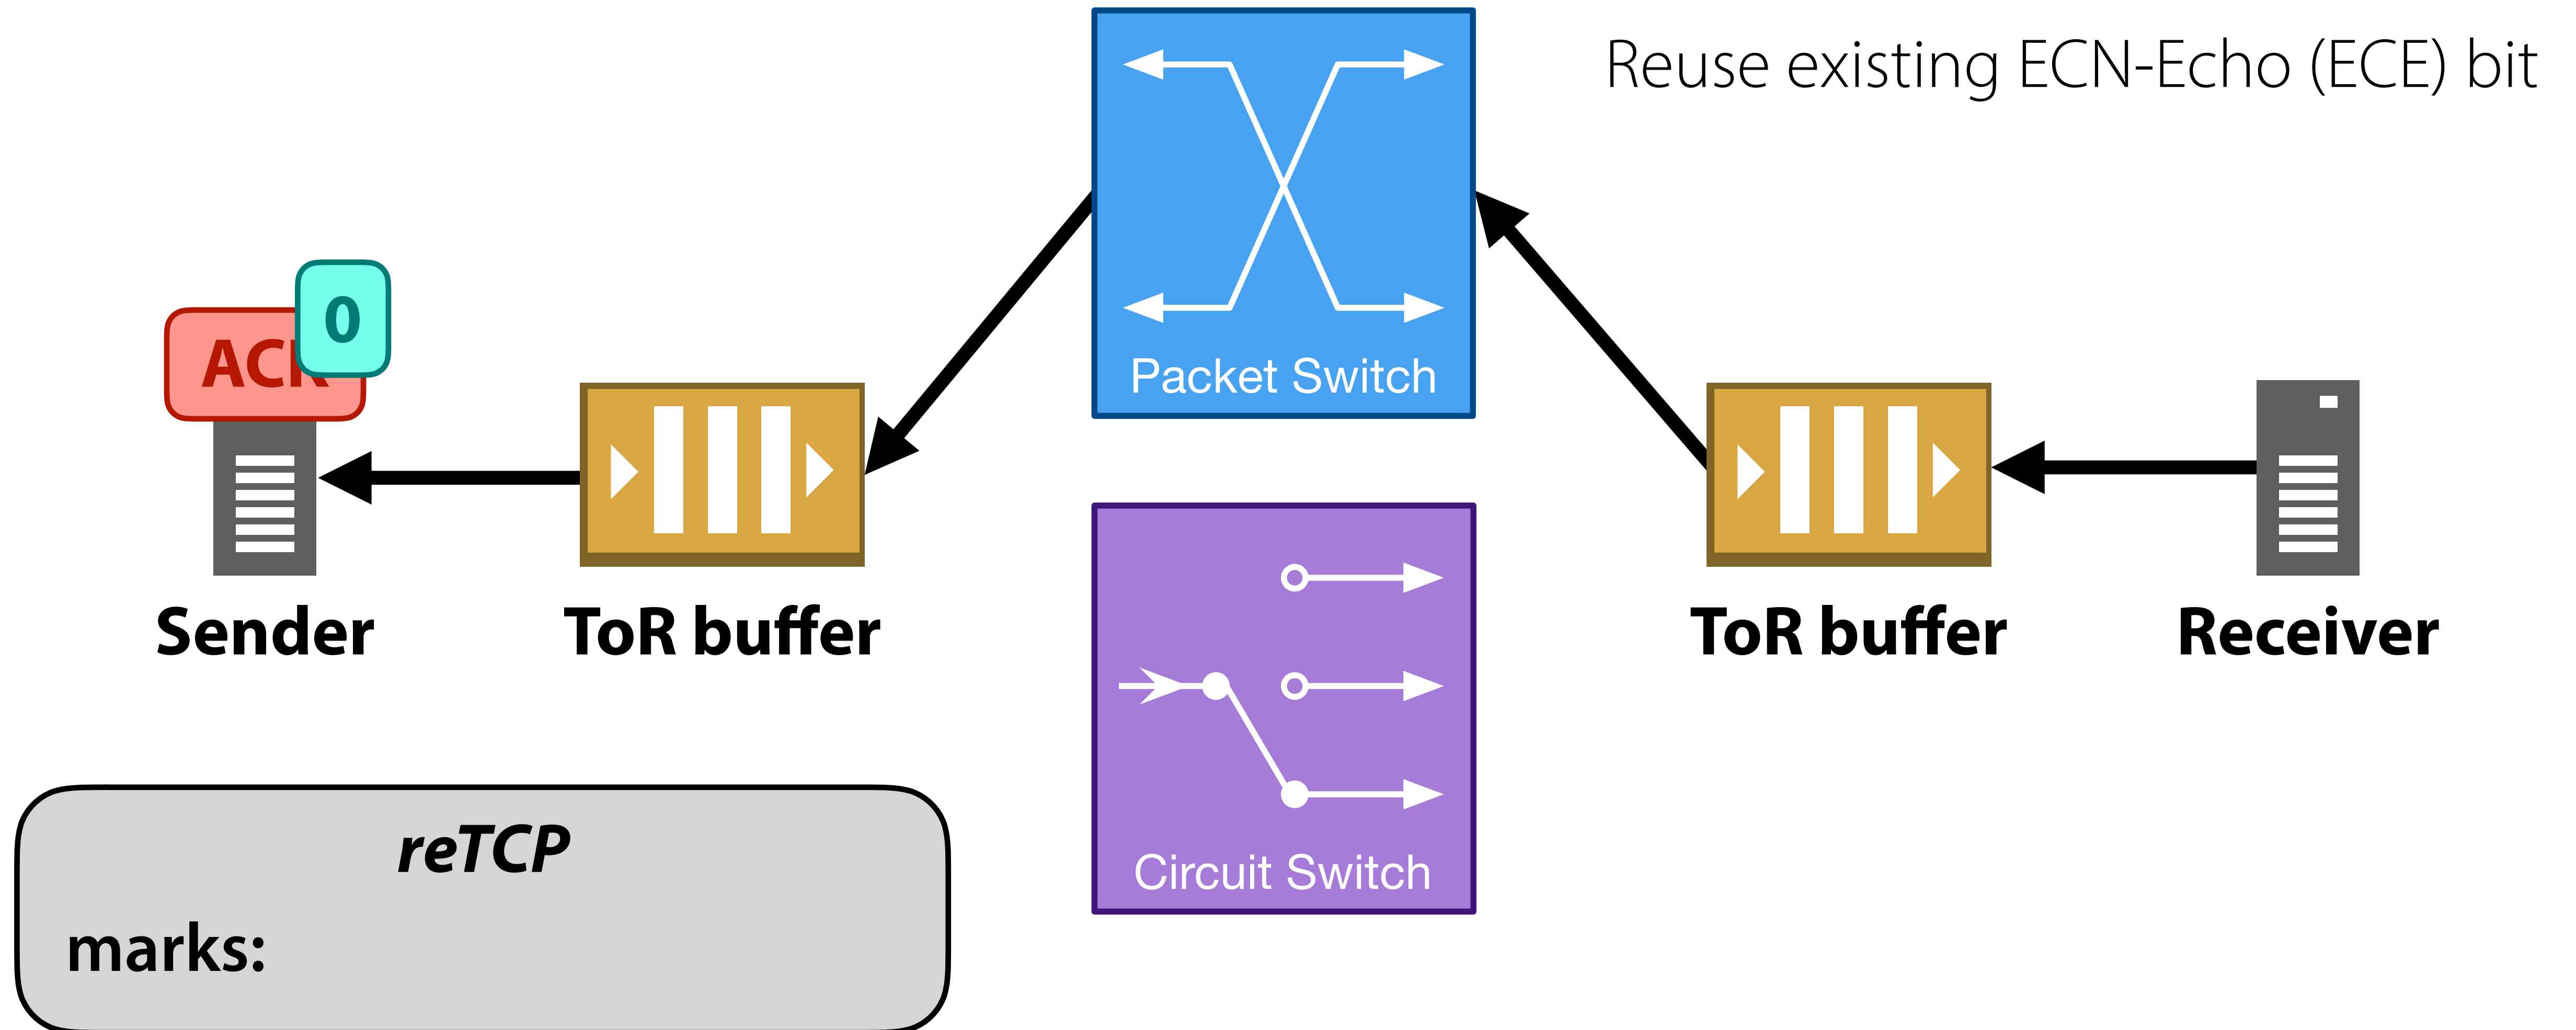 Reuse existing ECN-Echo (ECE) bit
0
ACK
Packet Switch
Sender
ToR buffer
ToR buffer
Receiver
Circuit Switch
reTCP
marks: